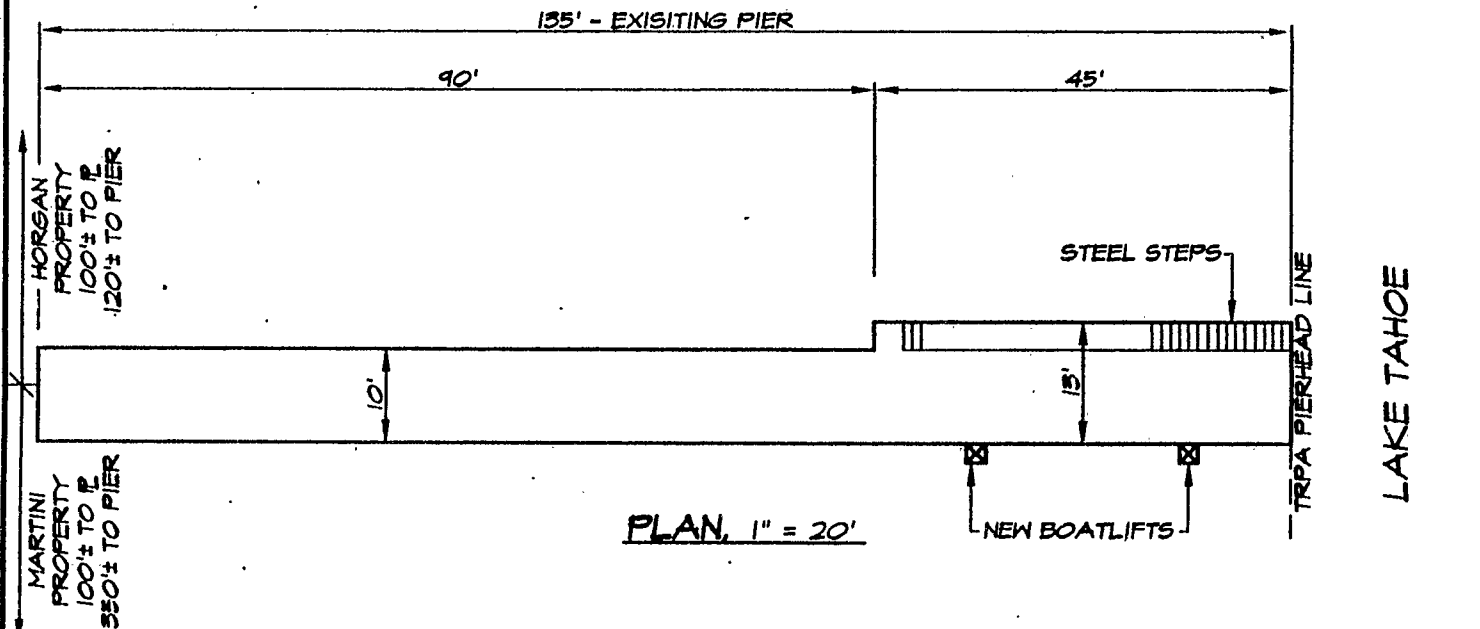 135' - EXISITING PIER
90'
45'
HORGAN
PROPERTY
100'± TO ⅊
120'± TO PIER
STEEL STEPS
TRPA PIERHEAD LINE
LAKE TAHOE
10'
13'
MARTINI
PROPERTY
100'± TO ⅊
350'± TO PIER
PLAN, 1" = 20'
NEW BOATLIFTS